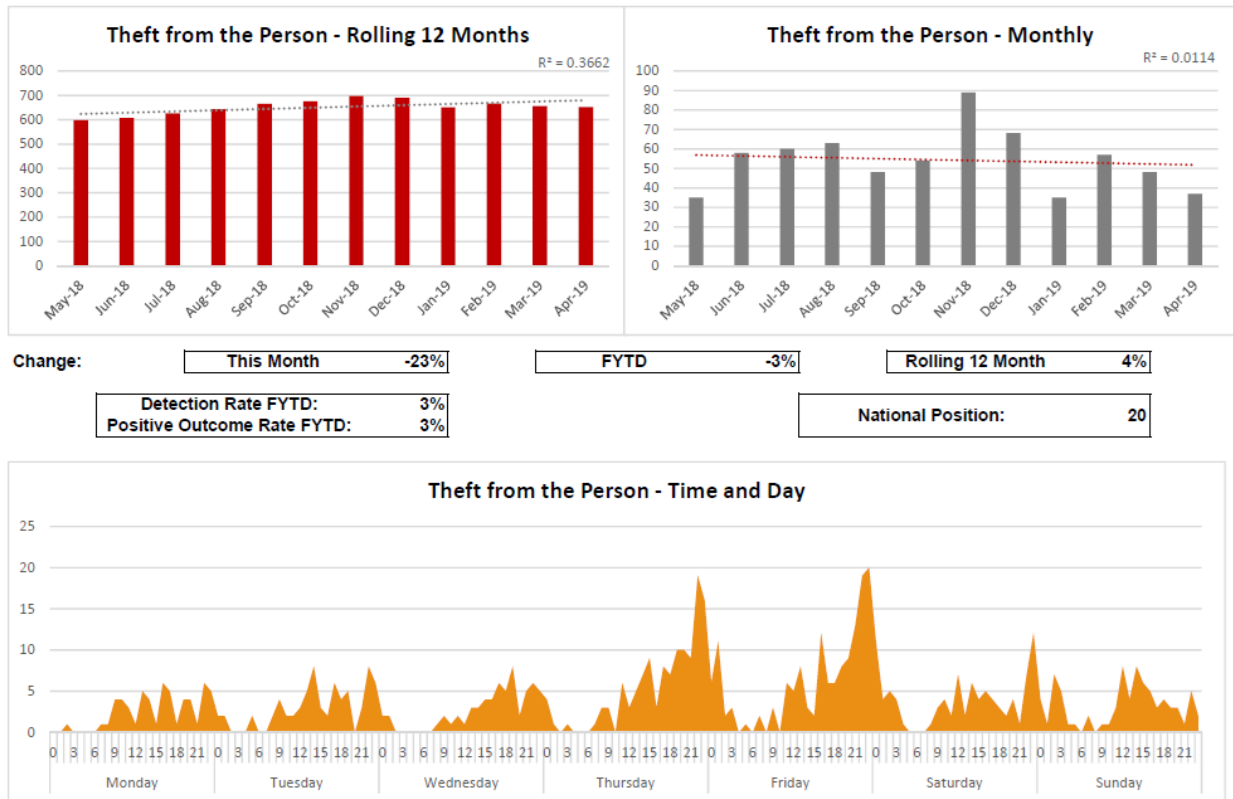 Theft from the Person - Rolling 12 Months
R² = 0.3662
800
700
600
500
400
300
200
100
0
May-18 Jun-18 Jul-18 Aug-18 Sep-18 Oct-18 Nov-18 Dec-18 Jan-19 Feb-19 Mar-19 Apr-19
Theft from the Person - Monthly
R² = 0.0114
100
90
80
70
60
50
40
30
20
10
0
May-18 Jun-18 Jul-18 Aug-18 Sep-18 Oct-18 Nov-18 Dec-18 Jan-19 Feb-19 Mar-19 Apr-19
Change: This Month -23% FYTD -3% Rolling 12 Month 4%
Detection Rate FYTD: 3%
Positive Outcome Rate FYTD: 3%
National Position: 20
Theft from the Person - Time and Day
25
20
15
10
5
0
0 3 6 9 12 15 18 21 0 3 6 9 12 15 18 21 0 3 6 9 12 15 18 21 0 3 6 9 12 15 18 21 0 3 6 9 12 15 18 21 0 3 6 9 12 15 18 21 0 3 6 9 12 15 18 21
Monday Tuesday Wednesday Thursday Friday Saturday Sunday